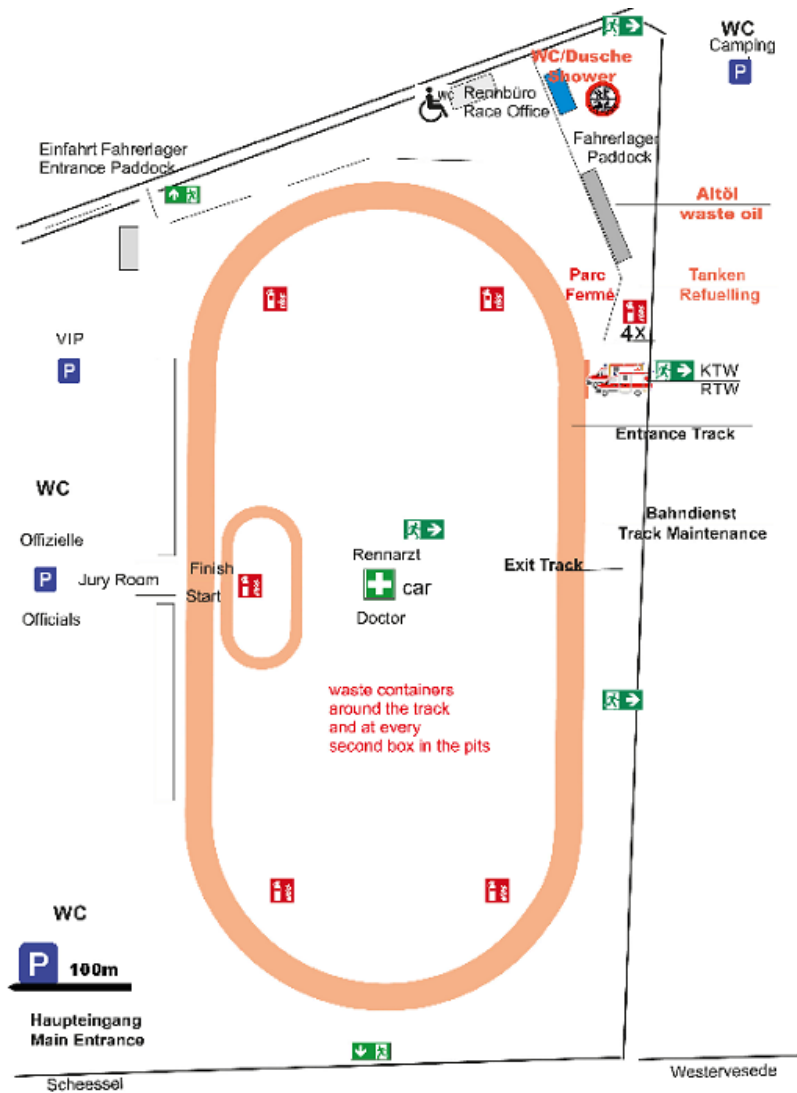 WC
Camping
P
WC/Dusche
Shower
WC
Rennbüro
Race Office
Fahrerlager
Paddock
Einfahrt Fahrerlager
Entrance Paddock
Altöl
waste oil
Parc
Fermé
Tanken
Refuelling
4x
VIP
P
KTW
RTW
Entrance Track
WC
Bahndienst
Track Maintenance
Offizielle
P
Jury Room
Officials
Finish
Start
Rennarzt
car
Doctor
Exit Track
waste containers
around the track
and at every
second box in the pits
WC
P 100m
Haupteingang
Main Entrance
Scheessel
Westervesede